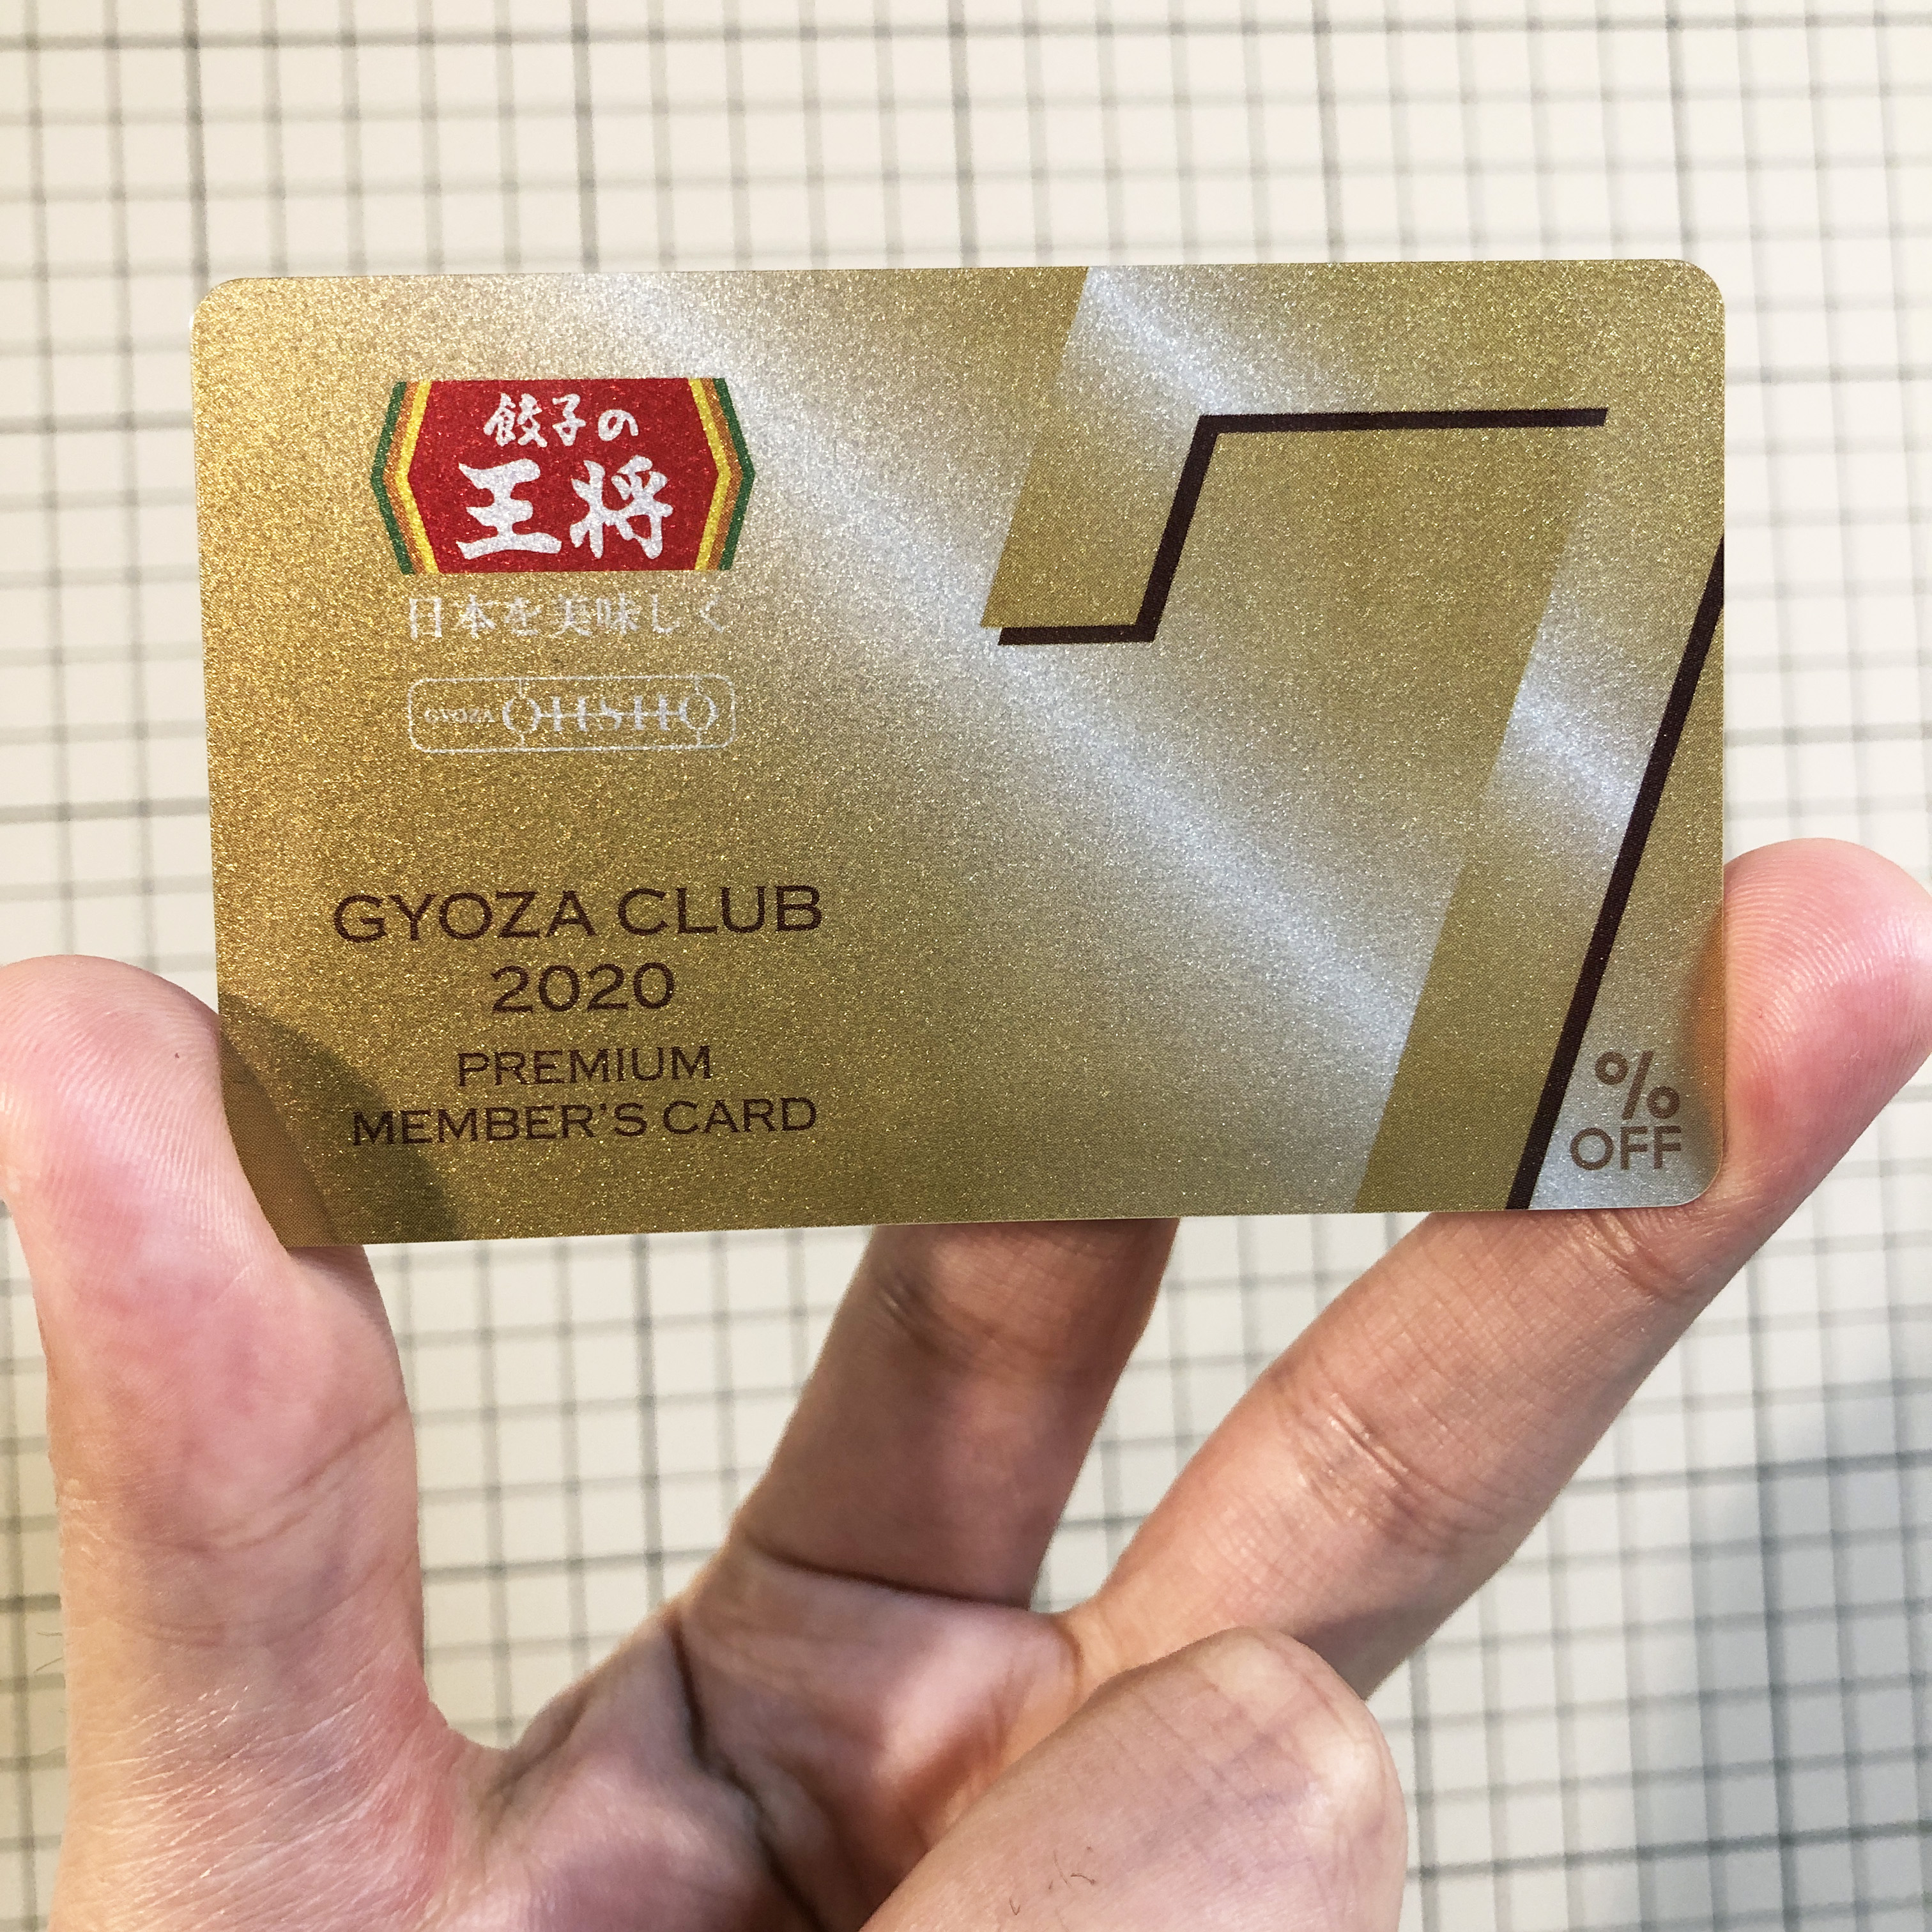 餃子の
王将
日本を美味しく
GYOZA OHSHO
GYOZA CLUB
2020
PREMIUM
MEMBER'S CARD
7
%
OFF